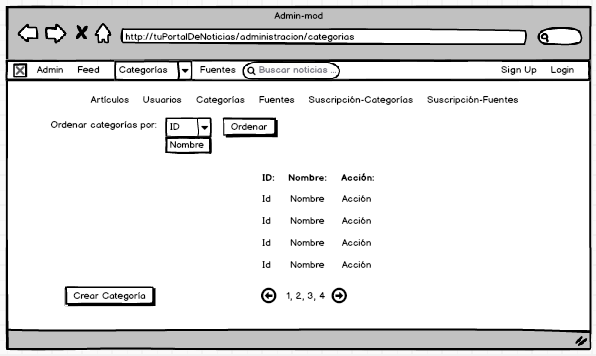 Admin-mod
http://tuPortalDeNoticias/administracion/categorias
Admin Feed Categorías Fuentes Buscar noticias ... Sign Up Login
Artículos Usuarios Categorías Fuentes Suscripción-Categorías Suscripción-Fuentes
Ordenar categorías por: ID Ordenar
Nombre
ID: Nombre: Acción:
Id Nombre Acción
Id Nombre Acción
Id Nombre Acción
Id Nombre Acción
Crear Categoría 1, 2, 3, 4